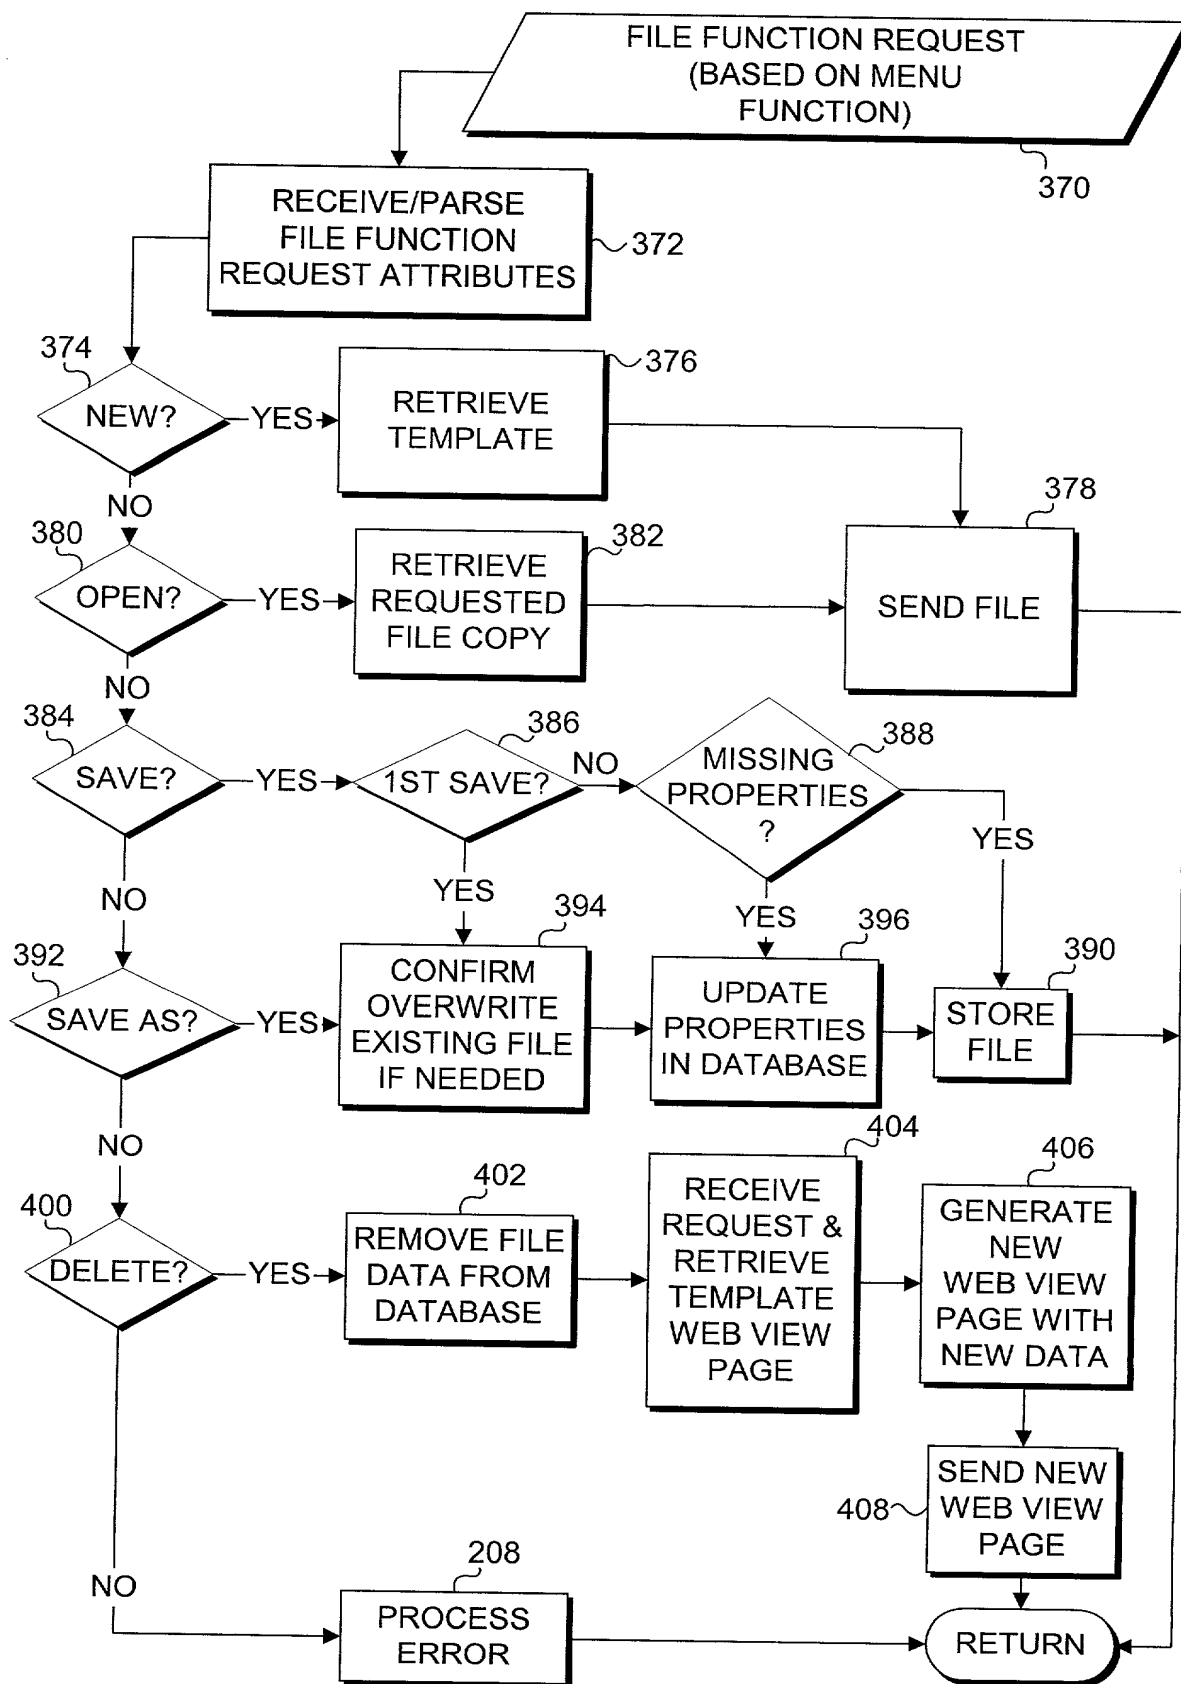 FILE FUNCTION REQUEST
(BASED ON MENU
FUNCTION)
370
RECEIVE/PARSE
FILE FUNCTION
REQUEST ATTRIBUTES
372
374
NEW?
YES
376
RETRIEVE
TEMPLATE
NO
378
SEND FILE
380
OPEN?
YES
382
RETRIEVE
REQUESTED
FILE COPY
NO
384
SAVE?
YES
386
1ST SAVE?
NO
388
MISSING
PROPERTIES
?
YES
NO
YES
YES
392
SAVE AS?
YES
394
CONFIRM
OVERWRITE
EXISTING FILE
IF NEEDED
396
UPDATE
PROPERTIES
IN DATABASE
390
STORE
FILE
NO
400
DELETE?
YES
402
REMOVE FILE
DATA FROM
DATABASE
404
RECEIVE
REQUEST &
RETRIEVE
TEMPLATE
WEB VIEW
PAGE
406
GENERATE
NEW
WEB VIEW
PAGE WITH
NEW DATA
408
SEND NEW
WEB VIEW
PAGE
NO
208
PROCESS
ERROR
RETURN